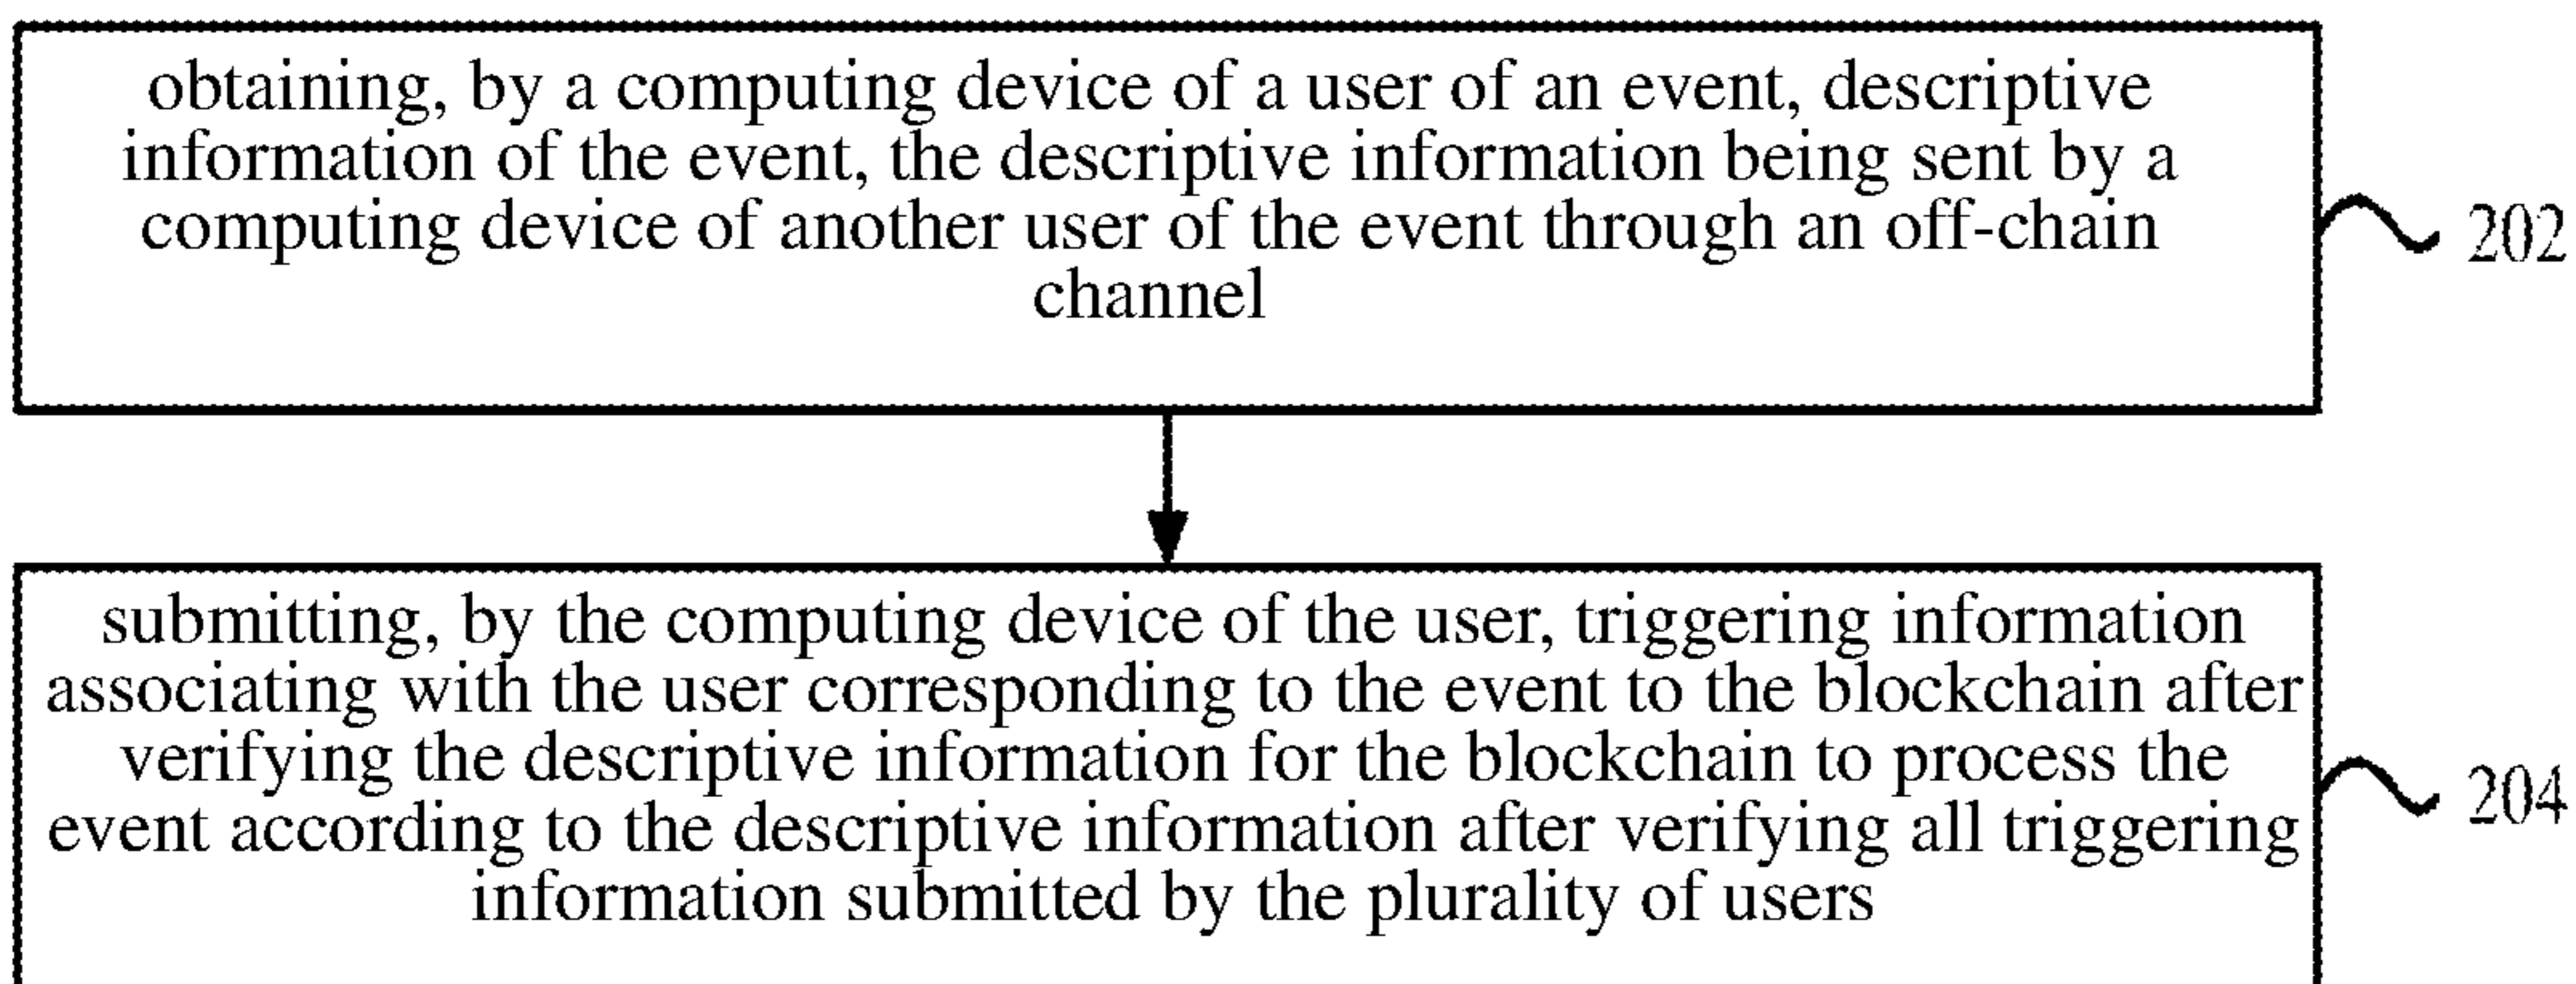 obtaining, by a computing device of a user of an event, descriptive
information of the event, the descriptive information being sent by a
computing device of another user of the event through an off-chain
channel
202
submitting, by the computing device of the user, triggering information
associating with the user corresponding to the event to the blockchain after
verifying the descriptive information for the blockchain to process the
event according to the descriptive information after verifying all triggering
information submitted by the plurality of users
204